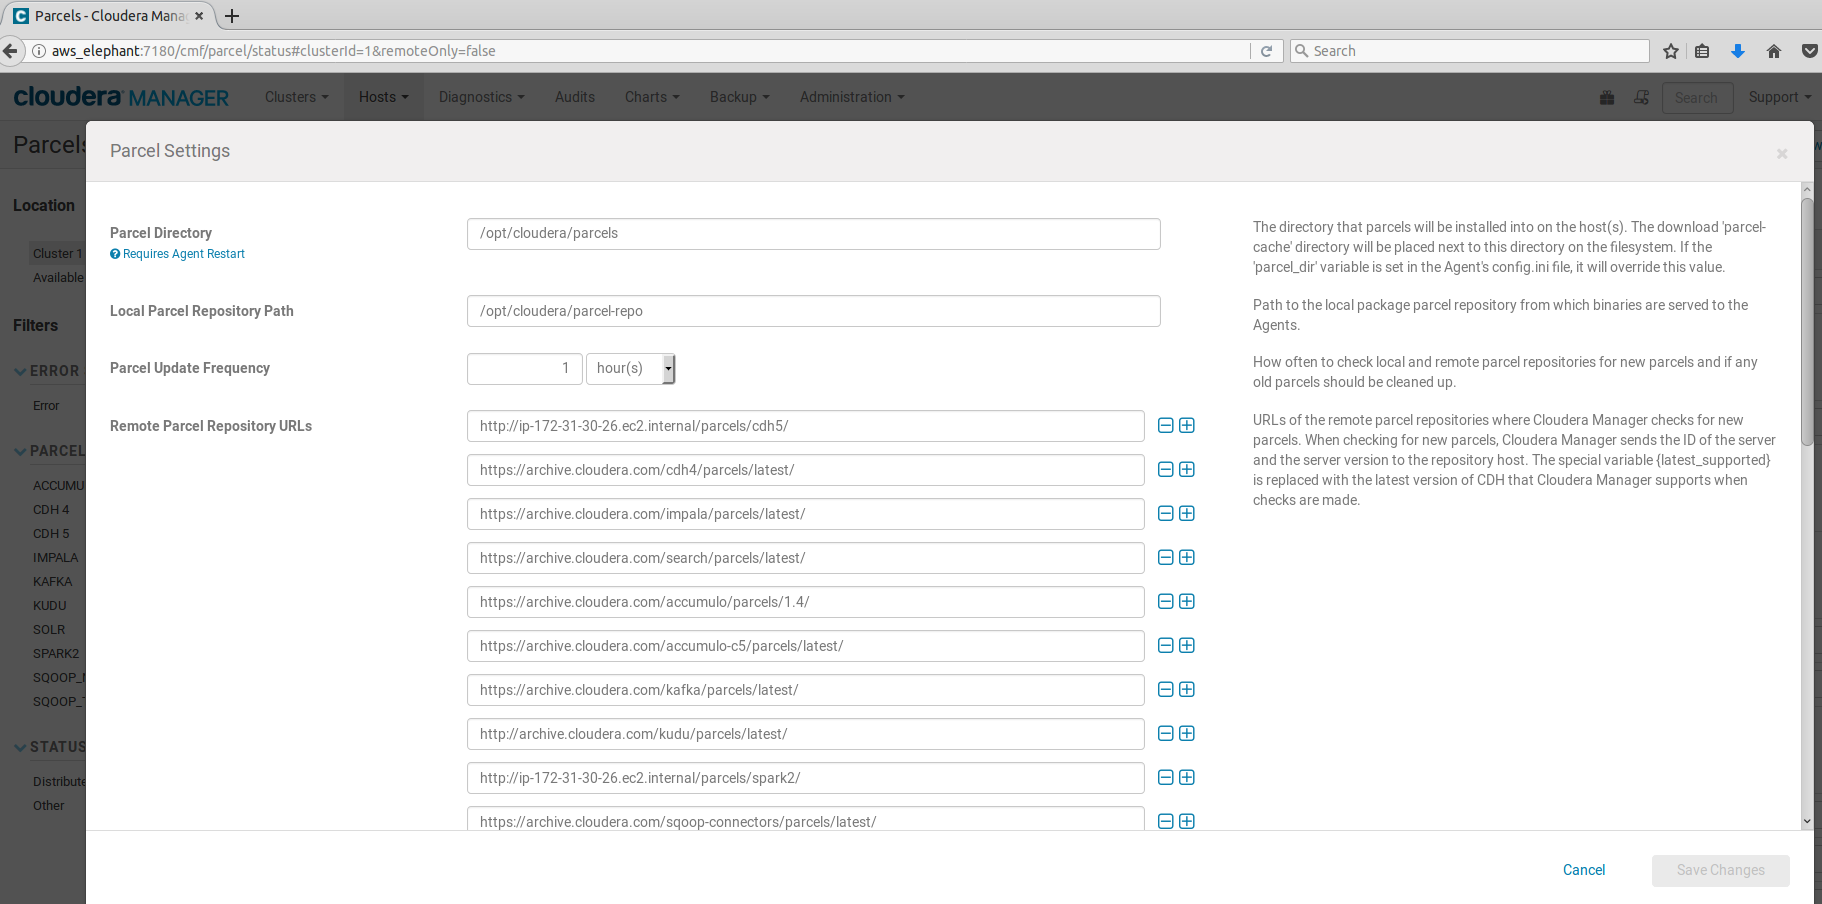 Parcels - Cloudera Mana
aws_elephant:7180/cmf/parcel/status#clusterId=1&remoteOnly=false
Search
cloudera MANAGER
Clusters
Hosts
Diagnostics
Audits
Charts
Backup
Administration
Search
Support
Parcels
Parcel Settings
Location
Cluster 1
Available
Filters
ERROR
Error
PARCEL
ACCUMU
CDH 4
CDH 5
IMPALA
KAFKA
KUDU
SOLR
SPARK2
SQOOP_
SQOOP_
STATUS
Distribute
Other
Parcel Directory
Requires Agent Restart
/opt/cloudera/parcels
The directory that parcels will be installed into on the host(s). The download 'parcel-
cache' directory will be placed next to this directory on the filesystem. If the
'parcel_dir' variable is set in the Agent's config.ini file, it will override this value.
Local Parcel Repository Path
/opt/cloudera/parcel-repo
Path to the local package parcel repository from which binaries are served to the
Agents.
Parcel Update Frequency
1
hour(s)
How often to check local and remote parcel repositories for new parcels and if any
old parcels should be cleaned up.
Remote Parcel Repository URLs
http://ip-172-31-30-26.ec2.internal/parcels/cdh5/
https://archive.cloudera.com/cdh4/parcels/latest/
https://archive.cloudera.com/impala/parcels/latest/
https://archive.cloudera.com/search/parcels/latest/
https://archive.cloudera.com/accumulo/parcels/1.4/
https://archive.cloudera.com/accumulo-c5/parcels/latest/
https://archive.cloudera.com/kafka/parcels/latest/
http://archive.cloudera.com/kudu/parcels/latest/
http://ip-172-31-30-26.ec2.internal/parcels/spark2/
https://archive.cloudera.com/sqoop-connectors/parcels/latest/
URLs of the remote parcel repositories where Cloudera Manager checks for new
parcels. When checking for new parcels, Cloudera Manager sends the ID of the server
and the server version to the repository host. The special variable {latest_supported}
is replaced with the latest version of CDH that Cloudera Manager supports when
checks are made.
Cancel
Save Changes